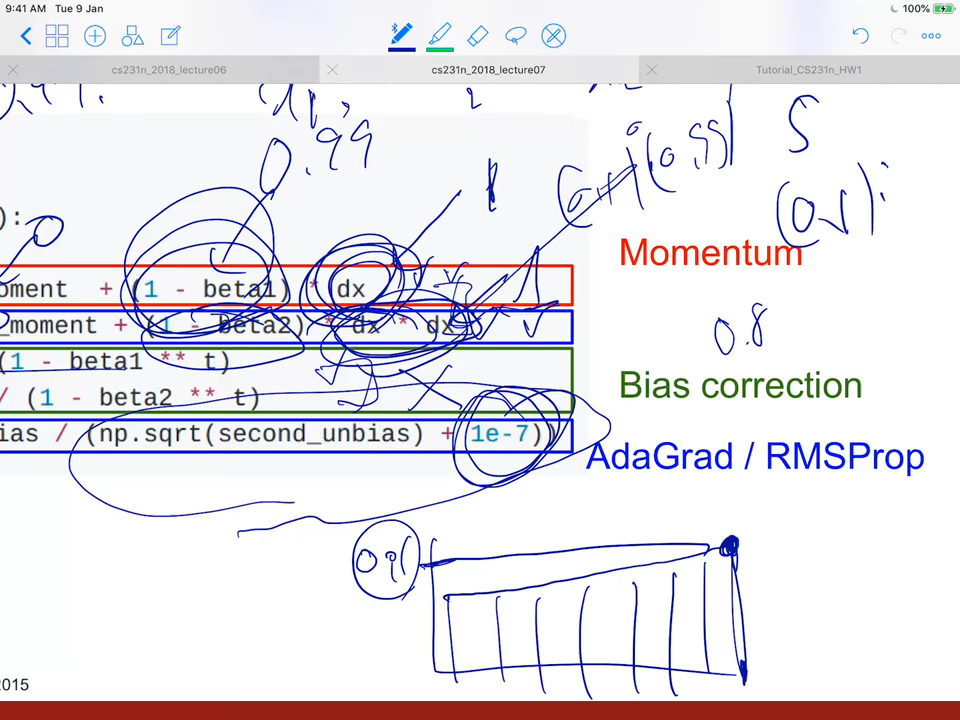 9:41 AM Tue 9 Jan
100%
cs231n_2018_lecture06
cs231n_2018_lecture07
Tutorial_CS231n_HW1
0.99
S
):
0
Momentum
oment + (1 - beta1) * dx
_moment + (1 - beta2) * dx * dx
0.8
(1 - beta1 ** t)
Bias correction
/ (1 - beta2 ** t)
ias / (np.sqrt(second_unbias) + 1e-7))
AdaGrad / RMSProp
2015